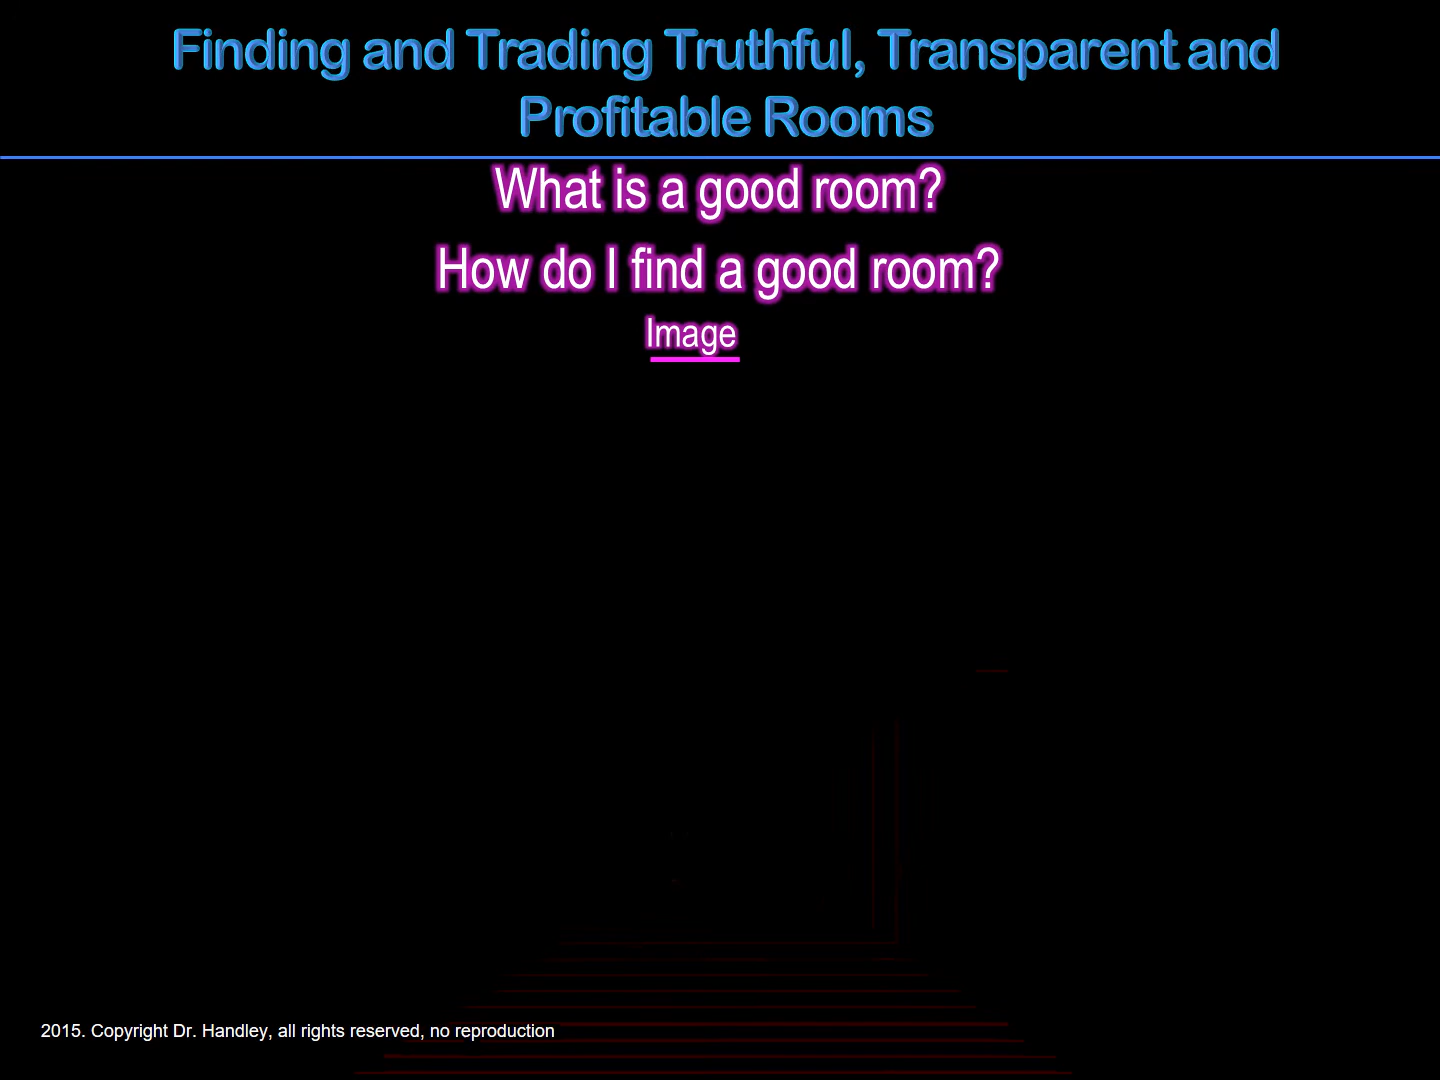 Finding and Trading Truthful, Transparent and
Profitable Rooms
What is a good room?
How do I find a good room?
Image
2015. Copyright Dr. Handley, all rights reserved, no reproduction